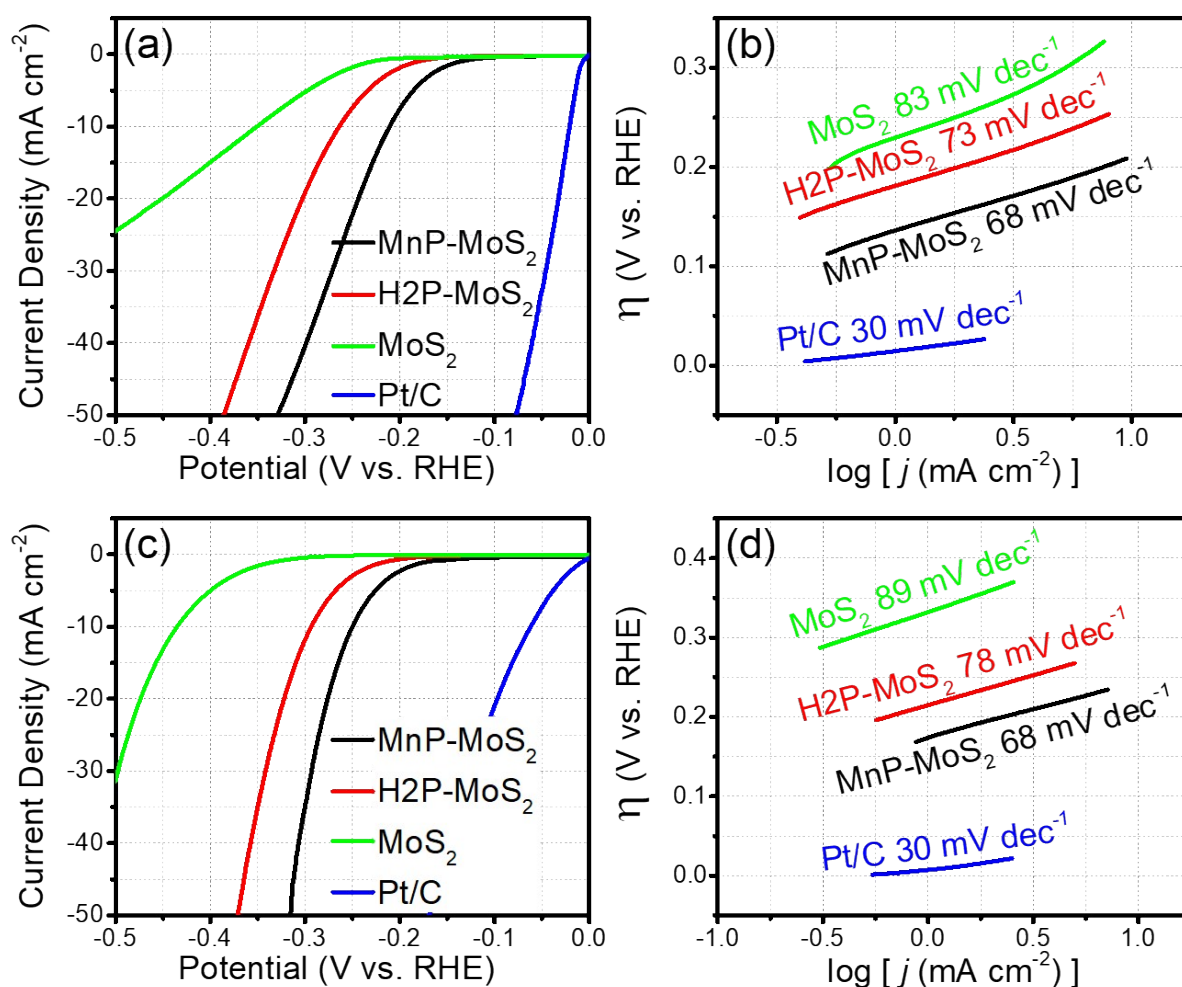 (a)
Current Density (mA cm⁻²)
0
-10
-20
-30
-40
-50
MnP-MoS₂
H2P-MoS₂
MoS₂
Pt/C
-0.5 -0.4 -0.3 -0.2 -0.1 0.0
Potential (V vs. RHE)
(b)
η (V vs. RHE)
0.3
0.2
0.1
0.0
MoS₂ 83 mV dec⁻¹
H2P-MoS₂ 73 mV dec⁻¹
MnP-MoS₂ 68 mV dec⁻¹
Pt/C 30 mV dec⁻¹
-0.5 0.0 0.5 1.0
log [ j (mA cm⁻²) ]
(c)
Current Density (mA cm⁻²)
0
-10
-20
-30
-40
-50
MnP-MoS₂
H2P-MoS₂
MoS₂
Pt/C
-0.5 -0.4 -0.3 -0.2 -0.1 0.0
Potential (V vs. RHE)
(d)
η (V vs. RHE)
0.4
0.3
0.2
0.1
0.0
MoS₂ 89 mV dec⁻¹
H2P-MoS₂ 78 mV dec⁻¹
MnP-MoS₂ 68 mV dec⁻¹
Pt/C 30 mV dec⁻¹
-1.0 -0.5 0.0 0.5 1.0
log [ j (mA cm⁻²) ]